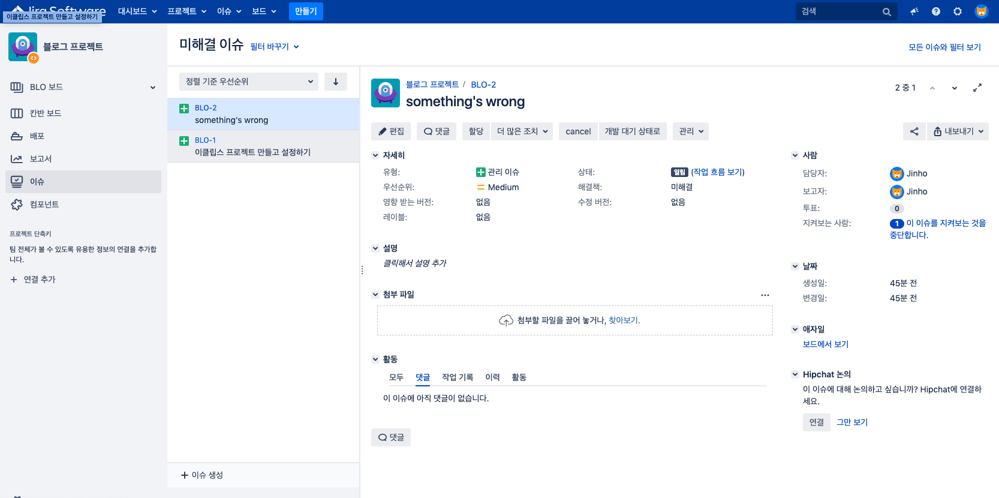 Jira Software
대시보드
프로젝트
이슈
보드
만들기
검색
이클립스 프로젝트 만들고 설정하기
블로그 프로젝트
BLO 보드
칸반 보드
배포
보고서
이슈
컴포넌트
프로젝트 단축키
팀 전체가 볼 수 있도록 유용한 정보의 연결을 추가합
니다.
+ 연결 추가
미해결 이슈
필터 바꾸기
모든 이슈와 필터 보기
정렬 기준 우선순위
BLO-2
something's wrong
BLO-1
이클립스 프로젝트 만들고 설정하기
+ 이슈 생성
블로그 프로젝트 / BLO-2
something's wrong
2 중 1
편집
댓글
할당
더 많은 조치
cancel
개발 대기 상태로
관리
내보내기
자세히
유형: 관리 이슈
상태: 열림 (작업 흐름 보기)
우선순위: Medium
해결책: 미해결
영향 받는 버전: 없음
수정 버전: 없음
레이블: 없음
설명
클릭해서 설명 추가
첨부 파일
첨부할 파일을 끌어 놓거나, 찾아보기.
활동
모두
댓글
작업 기록
이력
활동
이 이슈에 아직 댓글이 없습니다.
댓글
사람
담당자: Jinho
보고자: Jinho
투표: 0
지켜보는 사람: 1 이 이슈를 지켜보는 것을
중단합니다.
날짜
생성일: 45분 전
변경일: 45분 전
애자일
보드에서 보기
Hipchat 논의
이 이슈에 대해 논의하고 싶습니까? Hipchat에 연결하
세요.
연결
그만 보기